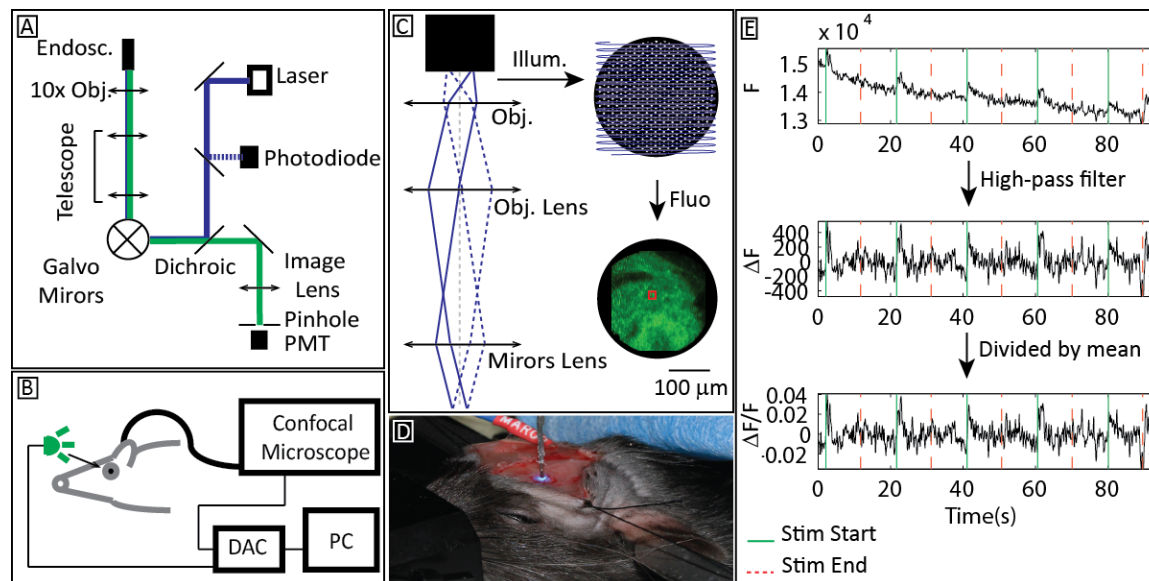 A
Endosc.
10x Obj.
Telescope
Laser
Photodiode
Galvo
Mirors
Dichroic
Image
Lens
Pinhole
PMT
B
Confocal
Microscope
DAC
PC
C
Illum.
Obj.
Obj. Lens
Fluo
Mirors Lens
100 µm
D
E
x 10⁴
F
1.5
1.4
1.3
0 20 40 60 80
High-pass filter
ΔF
400
200
0
-200
-400
0 20 40 60 80
Divided by mean
ΔF/F
0.04
0.02
0
-0.02
0 20 40 60 80
Time(s)
Stim Start
Stim End